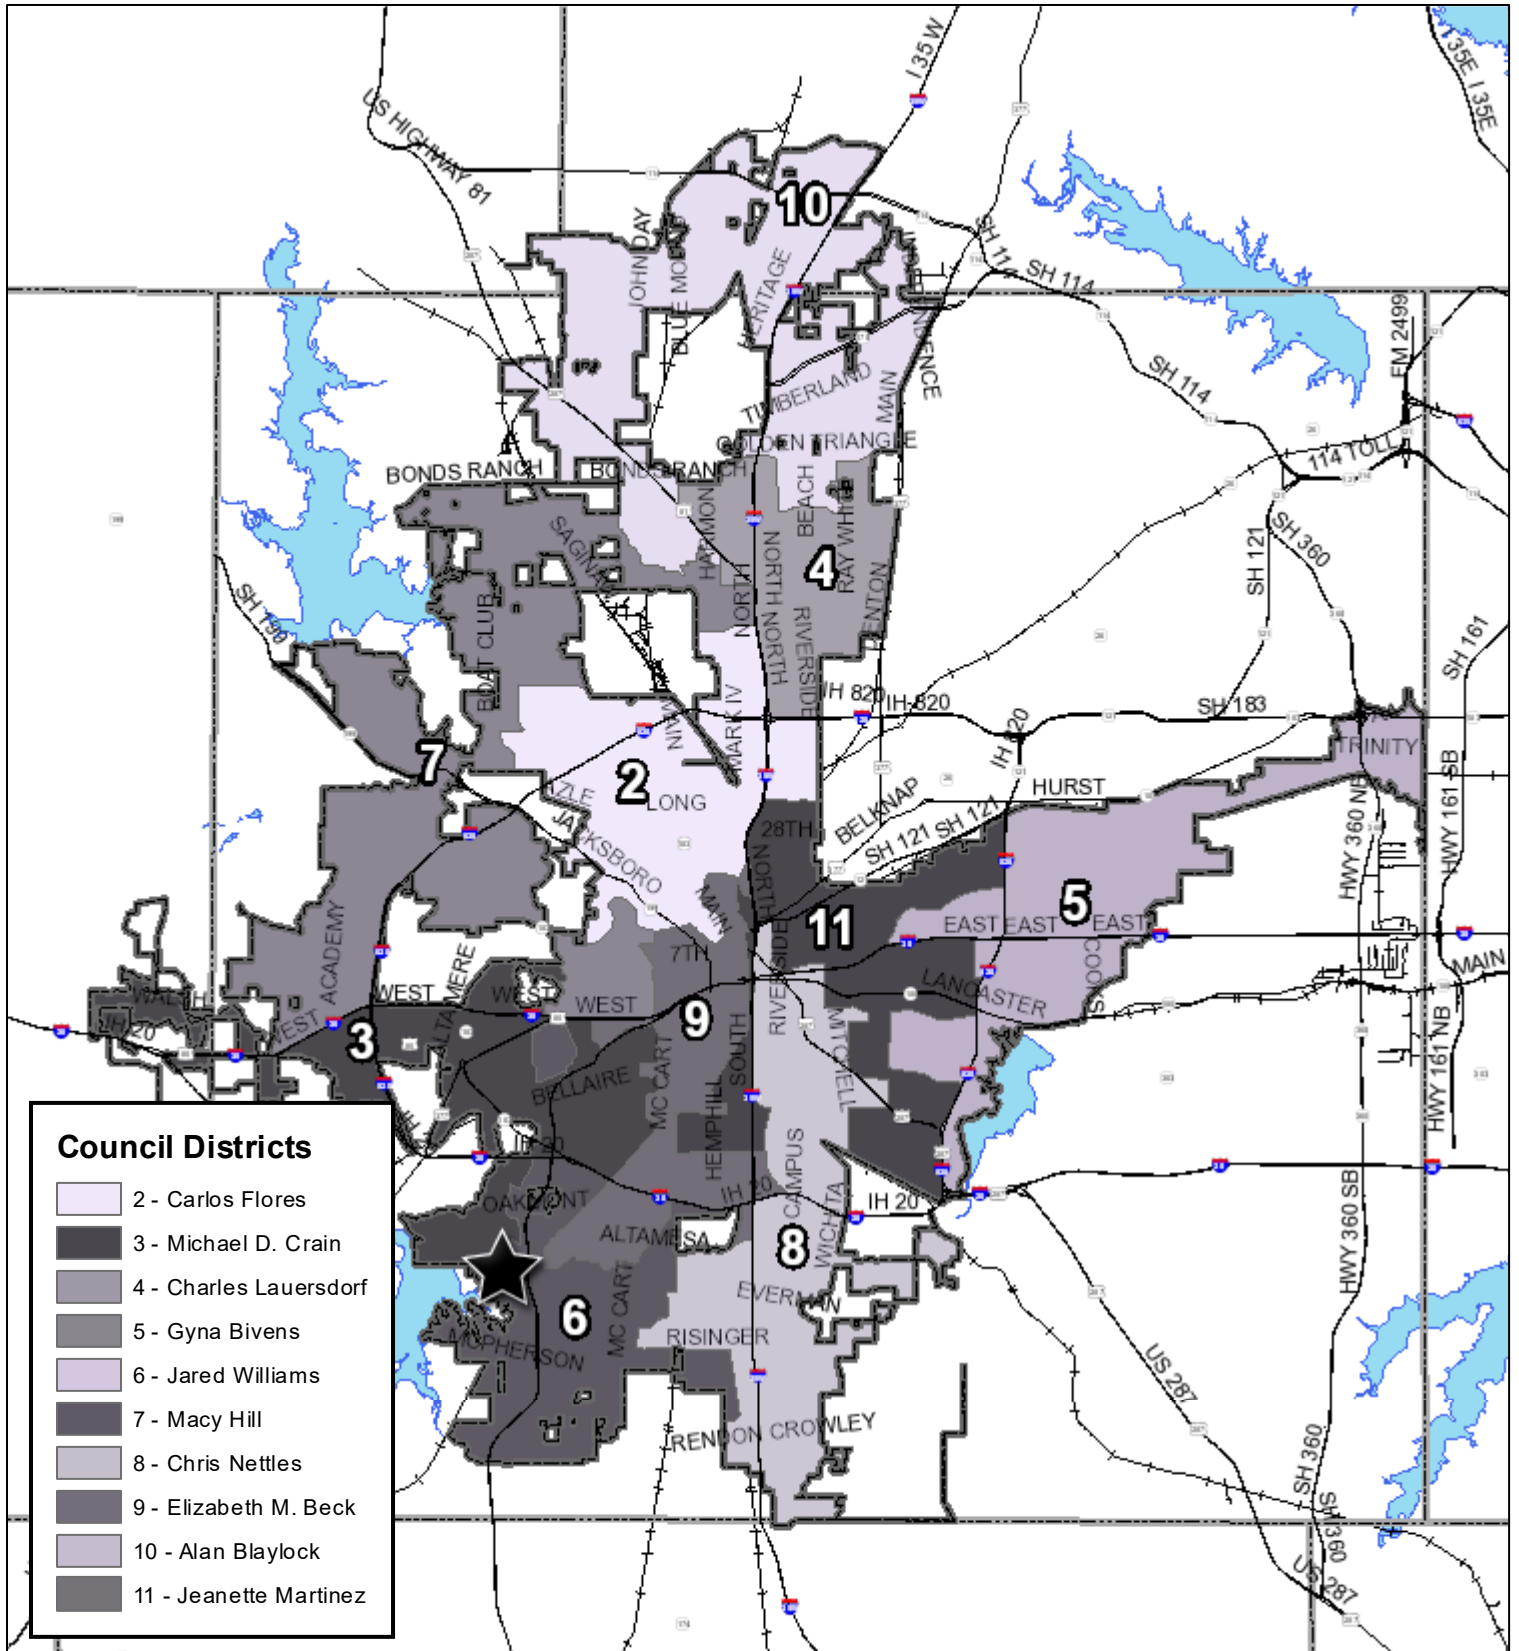 I 35W
I 35E
I 35E
US HIGHWAY 81
10
JOHN DAY
SH 114
SH 114
HERITAGE
FM 2499
SH 114
TIMBERLAND
MAIN
GOLDEN TRIANGLE
114 TOLL
BONDS RANCH
BONDS RANCH
BEACH
HARMON
SAGINAW
SH 121
SH 360
4
NORTH
NORTH
NORTH
SH 199
BOAT CLUB
RIVERSIDE
SH 161
IH 820
IH 820
SH 183
MARK IV
MAIN
IH 820
TRINITY
7
2
LONG
HURST
HWY 161 SB
AZLE
BELKNAP
HWY 360 NB
JACKSBORO
28TH
SH 121
SH 121
NORTH
MAIN
5
11
EAST
EAST
EAST
ACADEMY
7TH
RIVERSIDE
COOKS
MAIN
WALSH
WEST
WEST
WEST
LANCASTER
IH 20
WEST
3
ALTAMERE
9
MITCHELL
HWY 161 NB
BELLAIRE
MC CART
SOUTH
HEMPHILL
CAMPUS
IH 20
OAKMONT
IH 20
IH 20
ALTAMESA
8
WICHITA
HWY 360 SB
6
MC CART
EVERMAN
MCPHERSON
RISINGER
US 287
RENDON CROWLEY
SH 360
SH 360
US 287
Council Districts
2 - Carlos Flores
3 - Michael D. Crain
4 - Charles Lauersdorf
5 - Gyna Bivens
6 - Jared Williams
7 - Macy Hill
8 - Chris Nettles
9 - Elizabeth M. Beck
10 - Alan Blaylock
11 - Jeanette Martinez